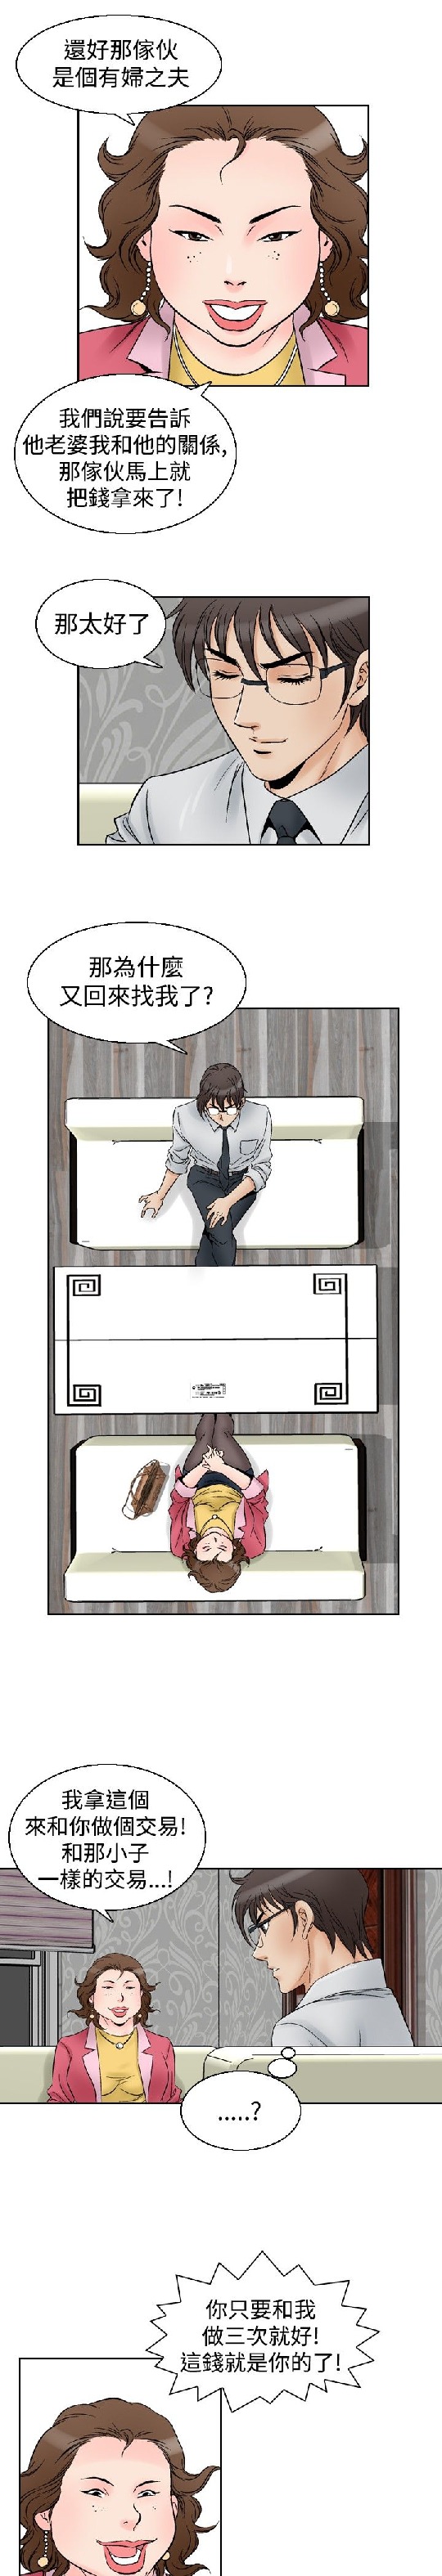 還好那傢伙
是個有婦之夫
我們說要告訴
他老婆我和他的關係,
那傢伙馬上就
把錢拿來了!
那太好了
那為什麼
又回來找我了?
我拿這個
來和你做個交易!
和那小子
一樣的交易...!
.....?
你只要和我
做三次就好!
這錢就是你的了!